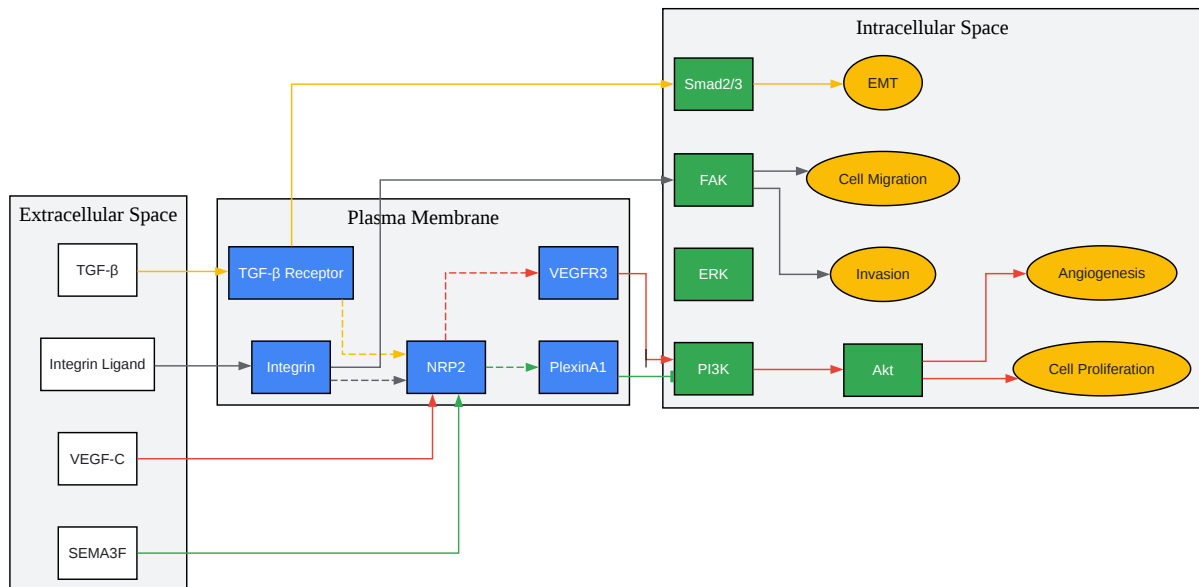 Intracellular Space
Smad2/3
EMT
FAK
Cell Migration
Extracellular Space
Plasma Membrane
TGF-β
TGF-β Receptor
VEGFR3
ERK
Invasion
Angiogenesis
Integrin Ligand
Integrin
NRP2
PlexinA1
PI3K
Akt
Cell Proliferation
VEGF-C
SEMA3F